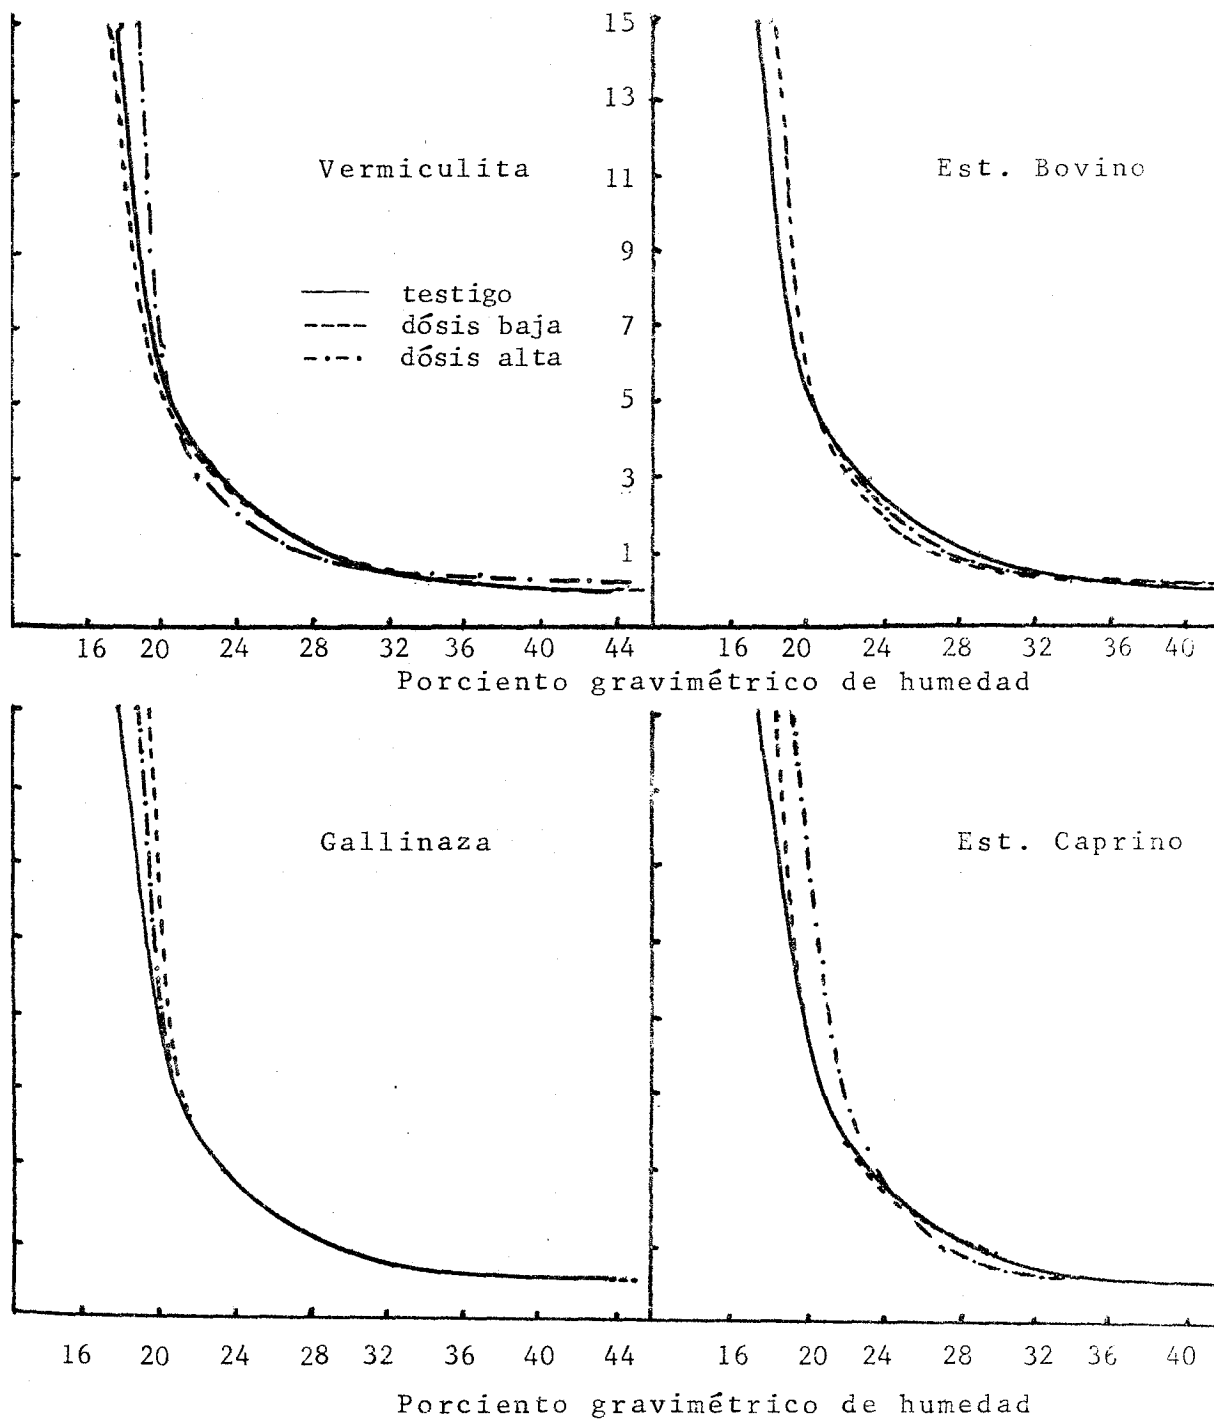 15
13
11
9
7
5
3
1
Vermiculita
testigo
dósis baja
dósis alta
Est. Bovino
16 20 24 28 32 36 40 44
16 20 24 28 32 36 40
Porciento gravimétrico de humedad
Gallinaza
Est. Caprino
16 20 24 28 32 36 40 44
16 20 24 28 32 36 40
Porciento gravimétrico de humedad